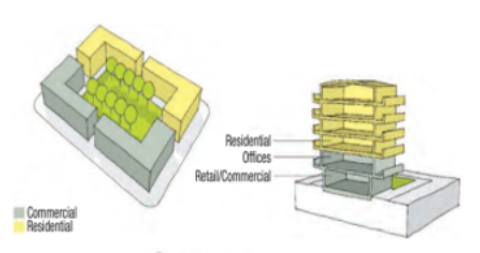 Residential
Offices
Retail/Commercial
Commercial
Residential